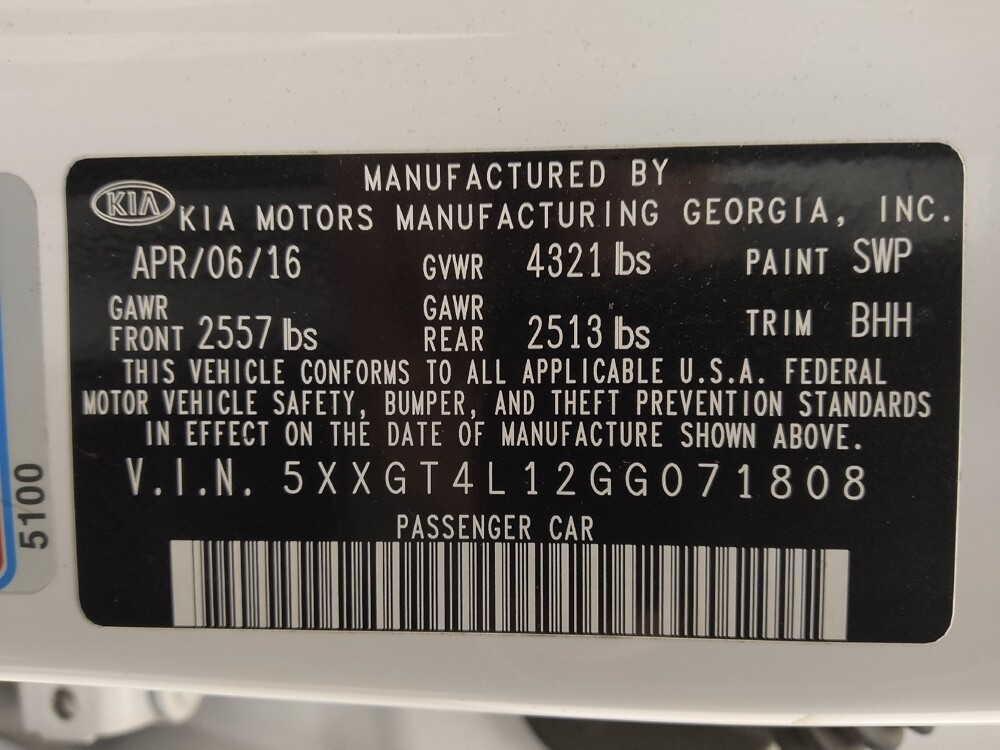 MANUFACTURED BY
KIA KIA MOTORS MANUFACTURING GEORGIA, INC.
APR/06/16 GVWR 4321 lbs PAINT SWP
GAWR FRONT 2557 lbs GAWR REAR 2513 lbs TRIM BHH
THIS VEHICLE CONFORMS TO ALL APPLICABLE U.S.A. FEDERAL
MOTOR VEHICLE SAFETY, BUMPER, AND THEFT PREVENTION STANDARDS
IN EFFECT ON THE DATE OF MANUFACTURE SHOWN ABOVE.
V.I.N. 5XXGT4L12GG071808
PASSENGER CAR
5100